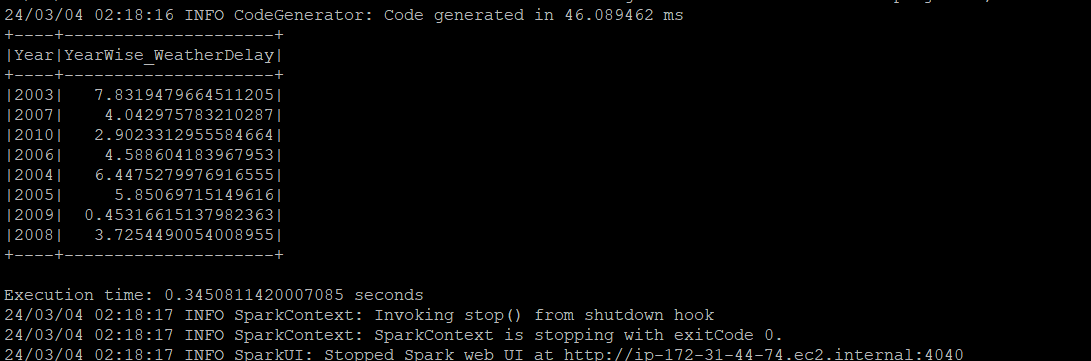 24/03/04 02:18:16 INFO CodeGenerator: Code generated in 46.089462 ms
+----+---------------------+
|Year|YearWise_WeatherDelay|
+----+---------------------+
|2003|   7.8319479664511205|
|2007|    4.042975783210287|
|2010|   2.9023312955584664|
|2006|    4.588604183967953|
|2004|   6.4475279976916555|
|2005|     5.85069715149616|
|2009|  0.45316615137982363|
|2008|   3.7254490054008955|
+----+---------------------+
Execution time: 0.3450811420007085 seconds
24/03/04 02:18:17 INFO SparkContext: Invoking stop() from shutdown hook
24/03/04 02:18:17 INFO SparkContext: SparkContext is stopping with exitCode 0.
24/03/04 02:18:17 INFO SparkUI: Stopped Spark web UI at http://ip-172-31-44-74.ec2.internal:4040